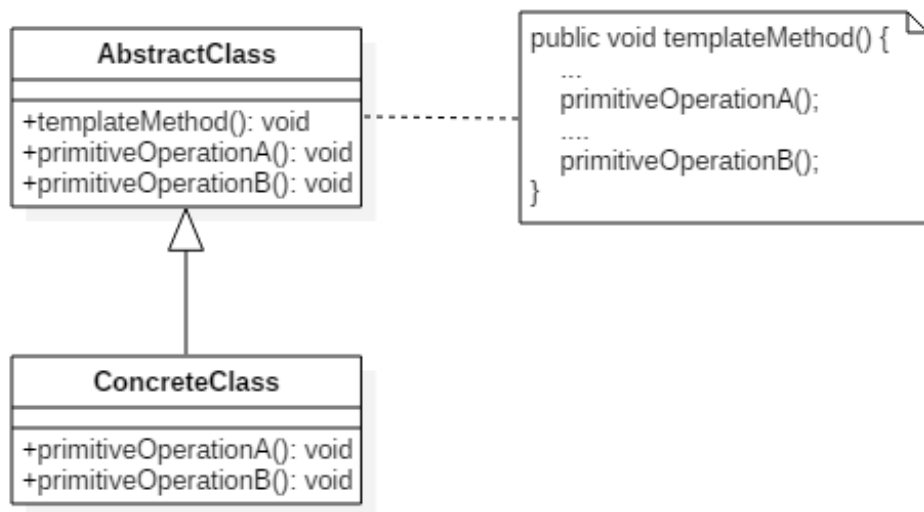 AbstractClass
+templateMethod(): void
+primitiveOperationA(): void
+primitiveOperationB(): void
public void templateMethod() {
...
primitiveOperationA();
....
primitiveOperationB();
}
ConcreteClass
+primitiveOperationA(): void
+primitiveOperationB(): void